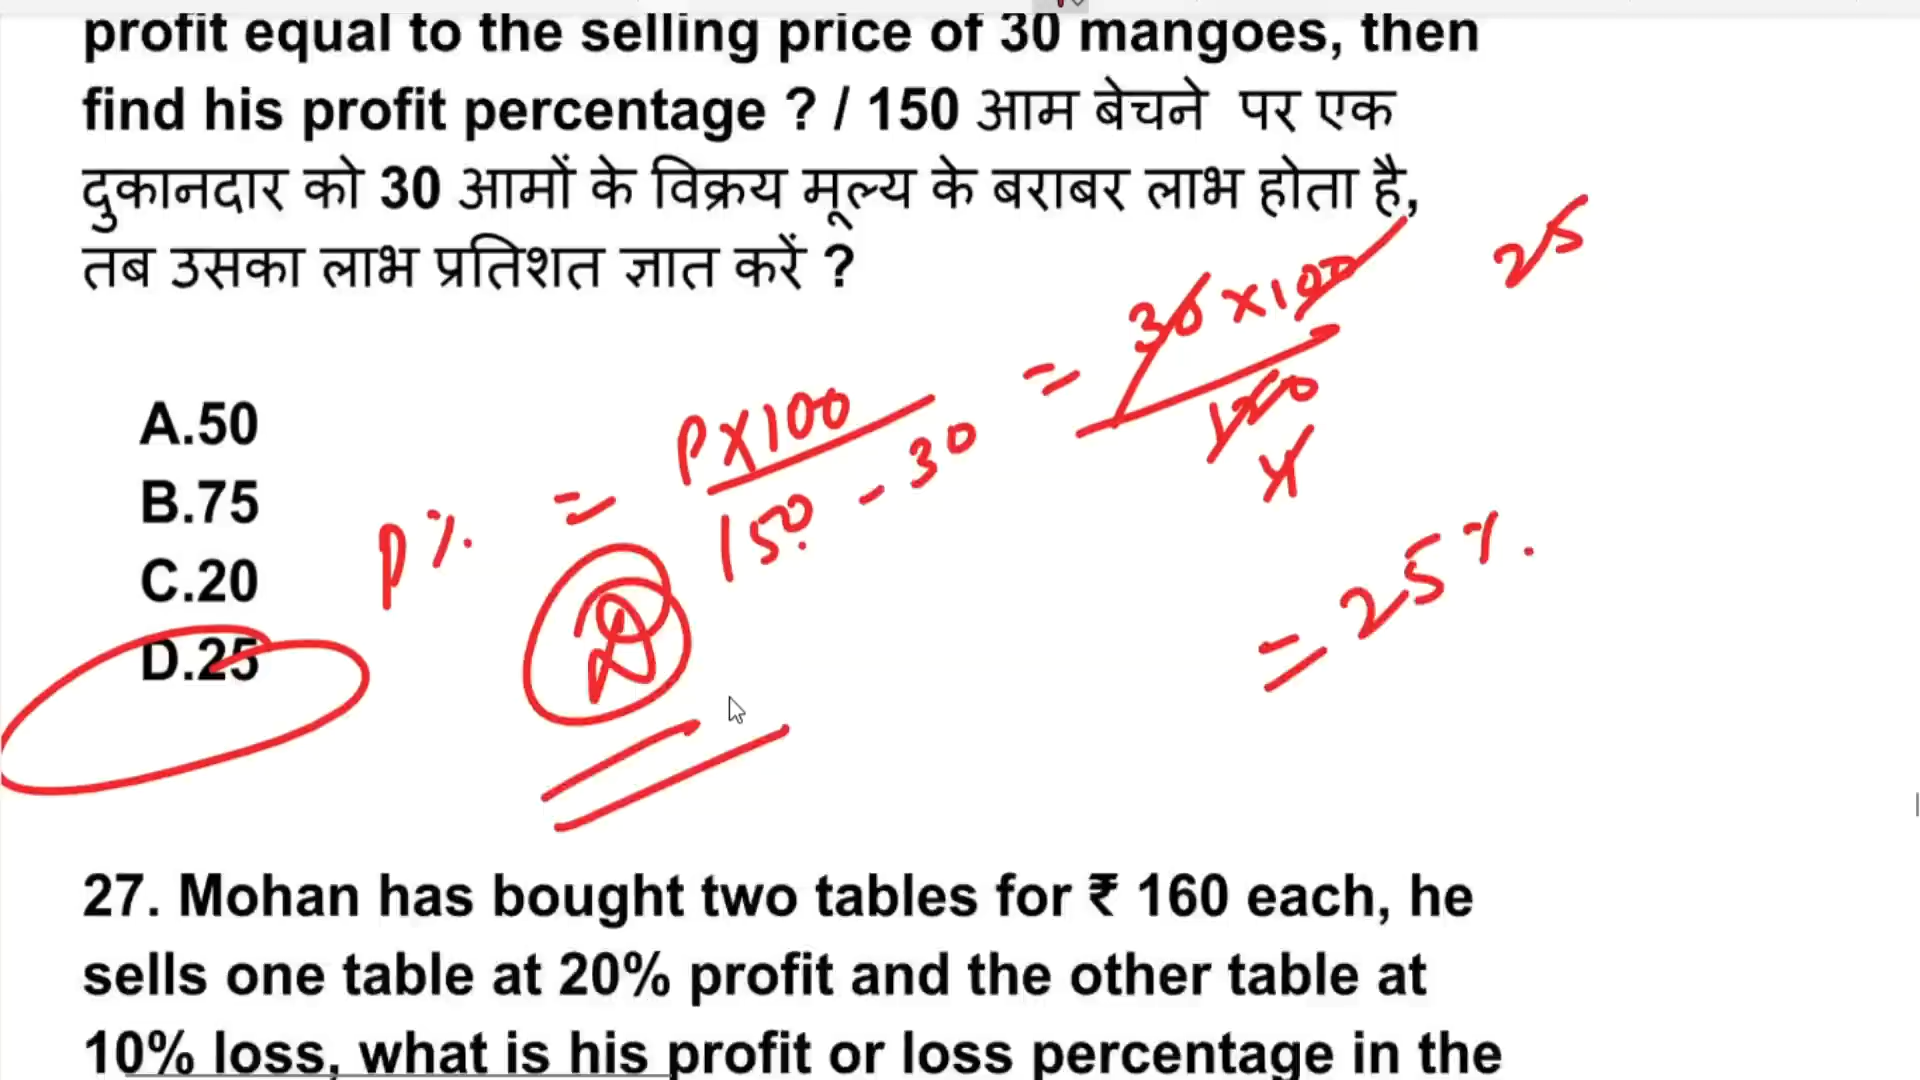 profit equal to the selling price of 30 mangoes, then
find his profit percentage ? / 150 आम बेचने पर एक
दुकानदार को 30 आमों के विक्रय मूल्य के बराबर लाभ होता है,
तब उसका लाभ प्रतिशत ज्ञात करें ?
A.50
B.75
C.20
D.25
P% = P×100 / 150 - 30 = 30×100 / 120
4
25
= 25%.
D
27. Mohan has bought two tables for ₹ 160 each, he
sells one table at 20% profit and the other table at
10% loss, what is his profit or loss percentage in the